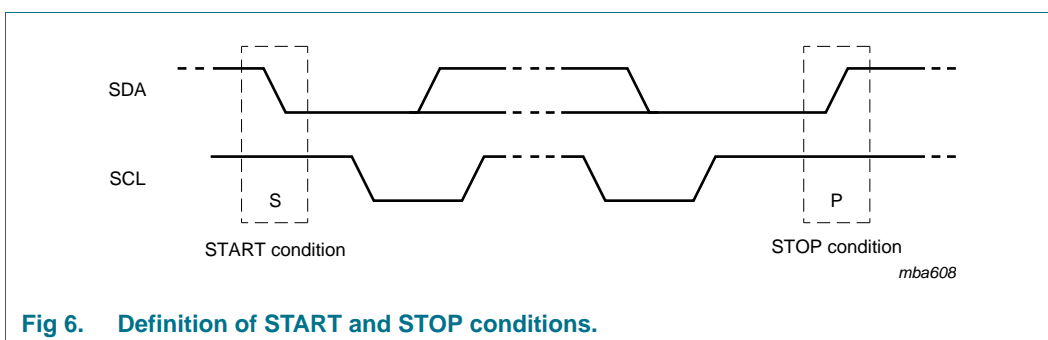 SDA
SCL
S
P
START condition
STOP condition
mba608
Fig 6. Definition of START and STOP conditions.